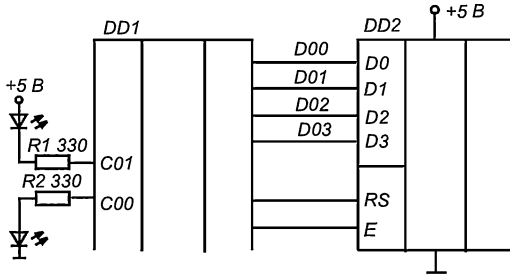 DD1
DD2
+5 В
D00
D01
D02
D03
D0
D1
D2
D3
RS
E
+5 В
R1 330
C01
R2 330
C00